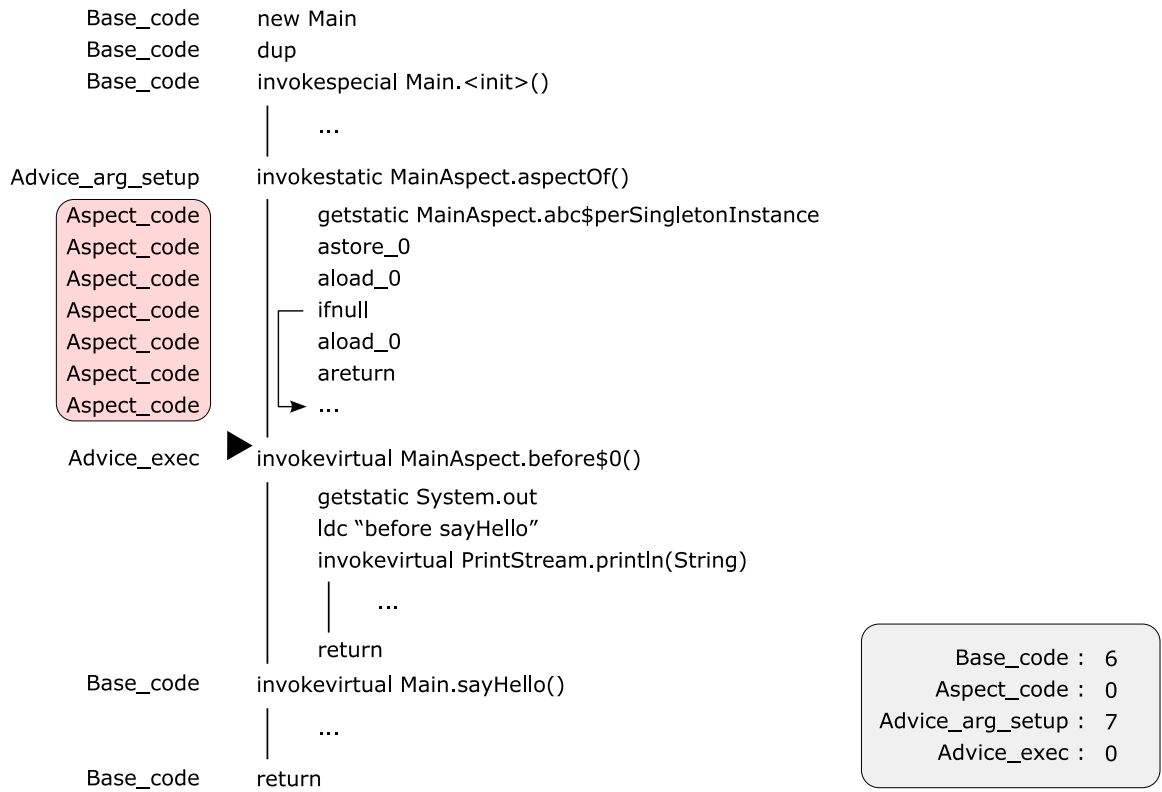 Base_code new Main
Base_code dup
Base_code invokespecial Main.<init>()
...
Advice_arg_setup invokestatic MainAspect.aspectOf()
Aspect_code getstatic MainAspect.abc$perSingletonInstance
Aspect_code astore_0
Aspect_code aload_0
Aspect_code ifnull
Aspect_code aload_0
Aspect_code areturn
Aspect_code ...
Advice_exec invokevirtual MainAspect.before$0()
getstatic System.out
ldc “before sayHello”
invokevirtual PrintStream.println(String)
...
return
Base_code invokevirtual Main.sayHello()
...
Base_code return
Base_code : 6
Aspect_code : 0
Advice_arg_setup : 7
Advice_exec : 0